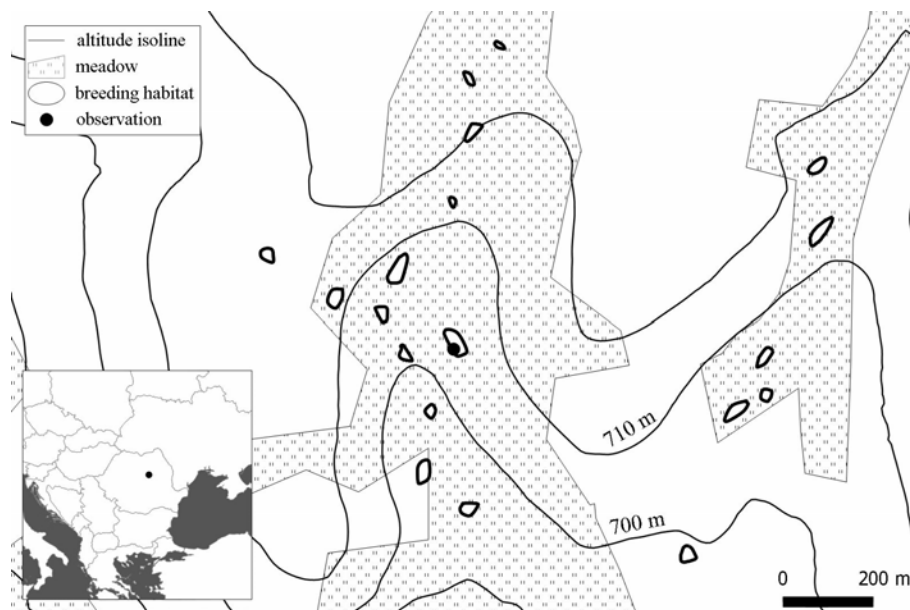 altitude isoline
meadow
breeding habitat
observation
710 m
700 m
0 200 m